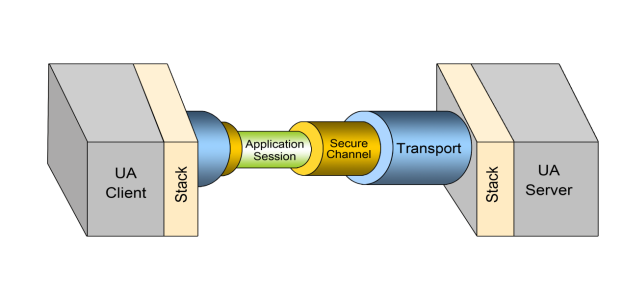 UA
Client
Stack
Application
Session
Secure
Channel
Transport
Stack
UA
Server